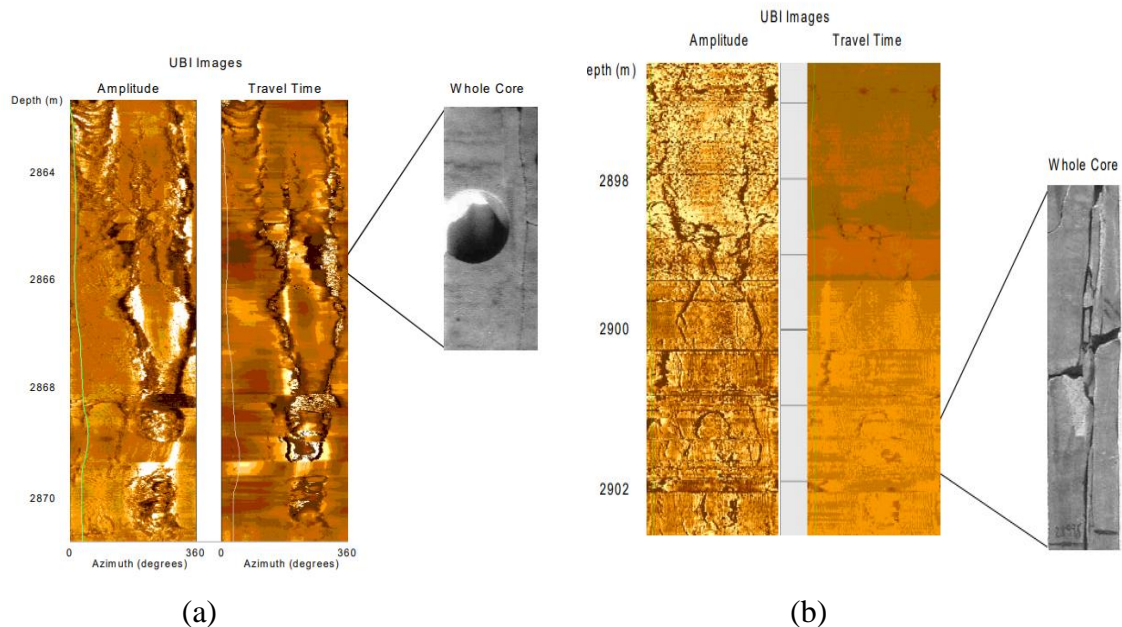 UBI Images
Amplitude Travel Time
Depth (m)
Whole Core
2864
2866
2868
2870
0 360 0 360
Azimuth (degrees) Azimuth (degrees)
(a)
UBI Images
Amplitude Travel Time
epth (m)
2898
Whole Core
2900
2902
(b)